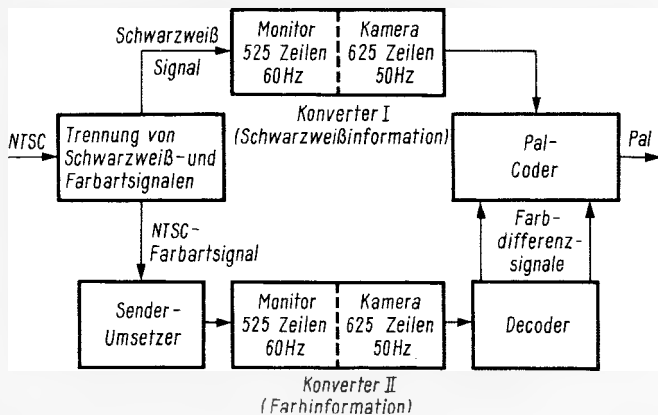 Schwarzweiß
Signal
Monitor
525 Zeilen
60Hz
Kamera
625 Zeilen
50Hz
Konverter I
(Schwarzweißinformation)
NTSC
Trennung von
Schwarzweiß-und
Farbartsignalen
Pal-
Coder
Pal
NTSC-
Farbartsignal
Farb-
differenz-
signale
Sender-
Umsetzer
Monitor
525 Zeilen
60Hz
Kamera
625 Zeilen
50Hz
Decoder
Konverter II
(Farbinformation)